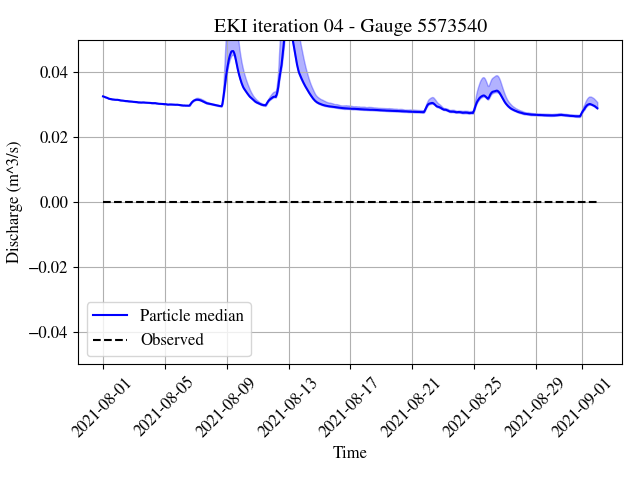 EKI iteration 04 - Gauge 5573540
Discharge (m^3/s)
0.04
0.02
0.00
−0.02
−0.04
Particle median
Observed
2021-08-01
2021-08-05
2021-08-09
2021-08-13
2021-08-17
2021-08-21
2021-08-25
2021-08-29
2021-09-01
Time